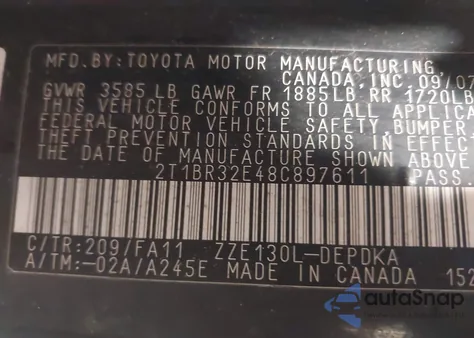 MFD.BY:TOYOTA MOTOR MANUFACTURING
CANADA,INC. 09/07
GVWR 3585LB GAWR FR 1885LB RR 1720LB
THIS VEHICLE CONFORMS TO ALL APPLICA
FEDERAL MOTOR VEHICLE SAFETY,BUMPER,
THEFT PREVENTION STANDARDS IN EFFECT
THE DATE OF MANUFACTURE SHOWN ABOVE
2T1BR32E48C897611 PASS.
C/TR:209/FA11 ZZE130L-DEPDKA
A/TM:-02A/A245E MADE IN CANADA 152
autoSnap